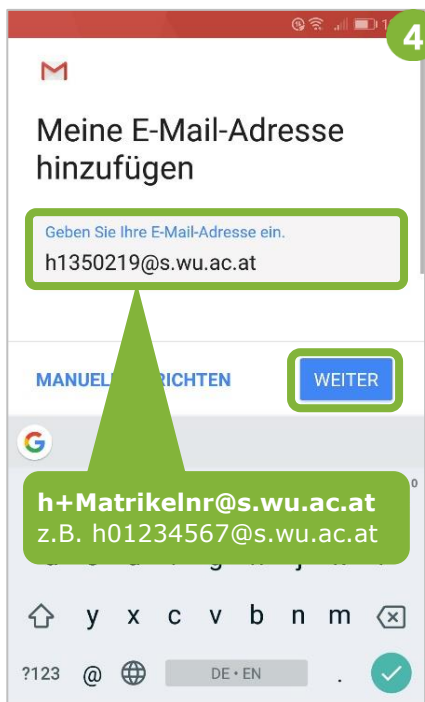 4
Meine E-Mail-Adresse
hinzufügen
Geben Sie Ihre E-Mail-Adresse ein.
h1350219@s.wu.ac.at
WEITER
G
h+Matrikelnr@s.wu.ac.at
z.B. h01234567@s.wu.ac.at
0
y x c v b n m
?123 @ DE • EN .